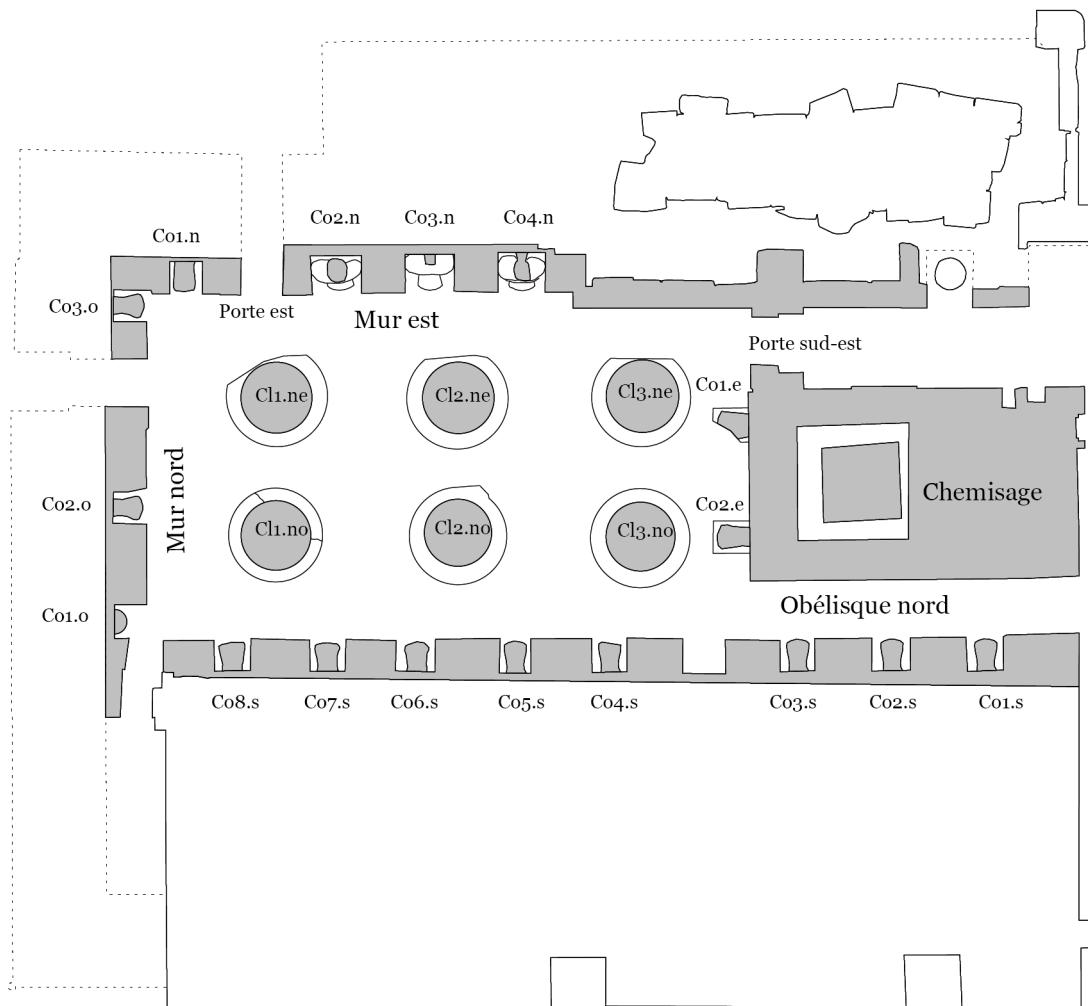 Co2.n
Co3.n
Co4.n
Co1.n
Co3.o
Porte est
Mur est
Porte sud-est
Co1.e
Cl1.ne
Cl2.ne
Cl3.ne
Chemisage
Co2.o
Mur nord
Co2.e
Cl1.no
Cl2.no
Cl3.no
Obélisque nord
Co1.o
Co8.s
Co7.s
Co6.s
Co5.s
Co4.s
Co3.s
Co2.s
Co1.s